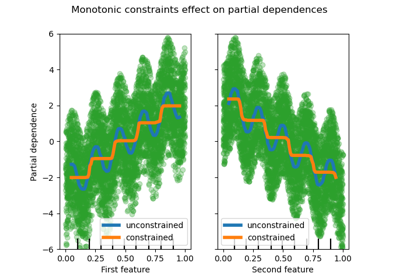 Monotonic constraints effect on partial dependences
Partial dependence
6
4
2
0
−2
−4
−6
unconstrained
constrained
0.00 0.25 0.50 0.75 1.00
First feature
unconstrained
constrained
0.00 0.25 0.50 0.75 1.00
Second feature